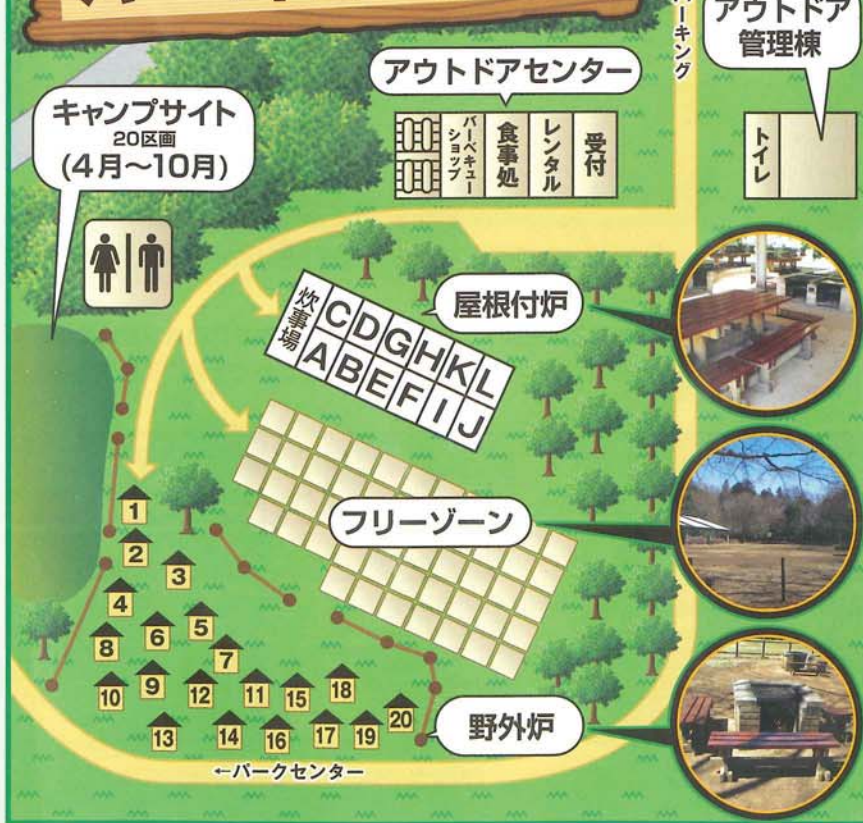 ーキング
アウトドア
管理棟
アウトドアセンター
キャンプサイト
20区画
(4月〜10月)
バーベキュー
ショップ
食事処
レンタル
受付
トイレ
屋根付炉
炊事場
CDGHKL
ABEFIJ
フリーゾーン
1
2
3
4
5
6
7
8
9
10
11
12
13
14
15
16
17
18
19
20
野外炉
←パークセンター